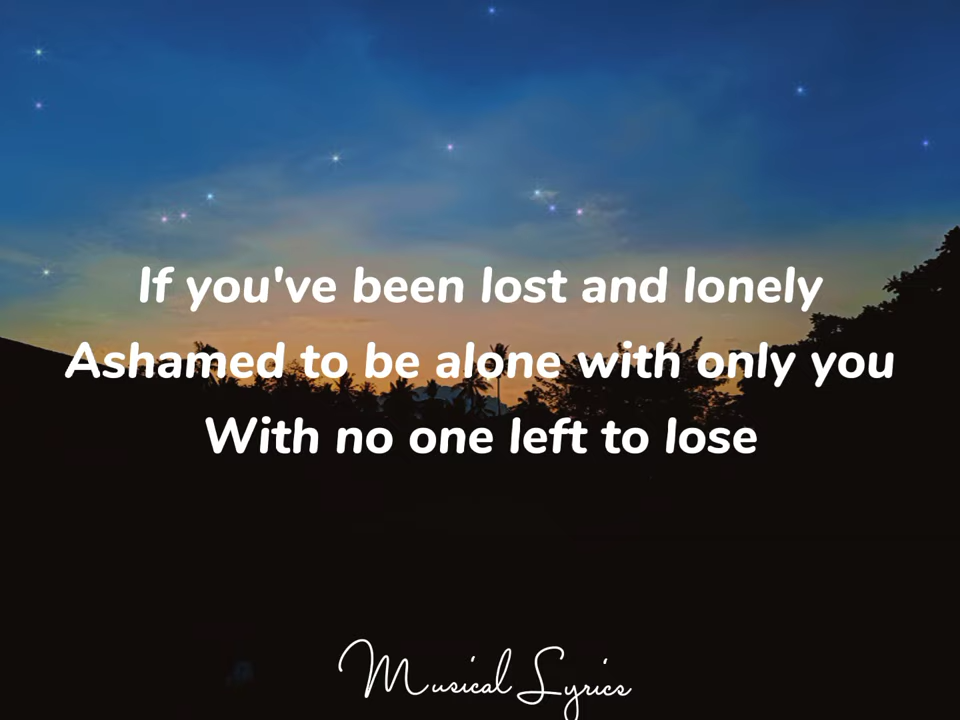 If you've been lost and lonely
Ashamed to be alone with only you
With no one left to lose
Musical Lyrics